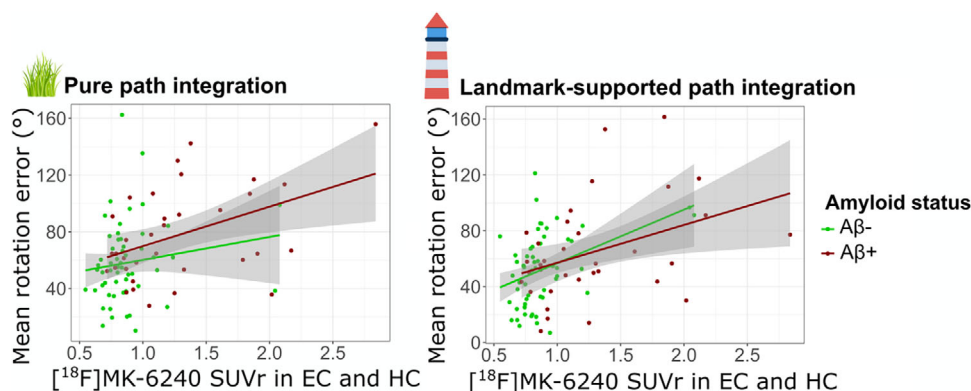 Pure path integration
Mean rotation error (°)
160
120
80
40
0.5 1.0 1.5 2.0 2.5
[¹⁸F]MK-6240 SUVr in EC and HC
Landmark-supported path integration
Mean rotation error (°)
160
120
80
40
0
0.5 1.0 1.5 2.0 2.5
[¹⁸F]MK-6240 SUVr in EC and HC
Amyloid status
Aβ-
Aβ+